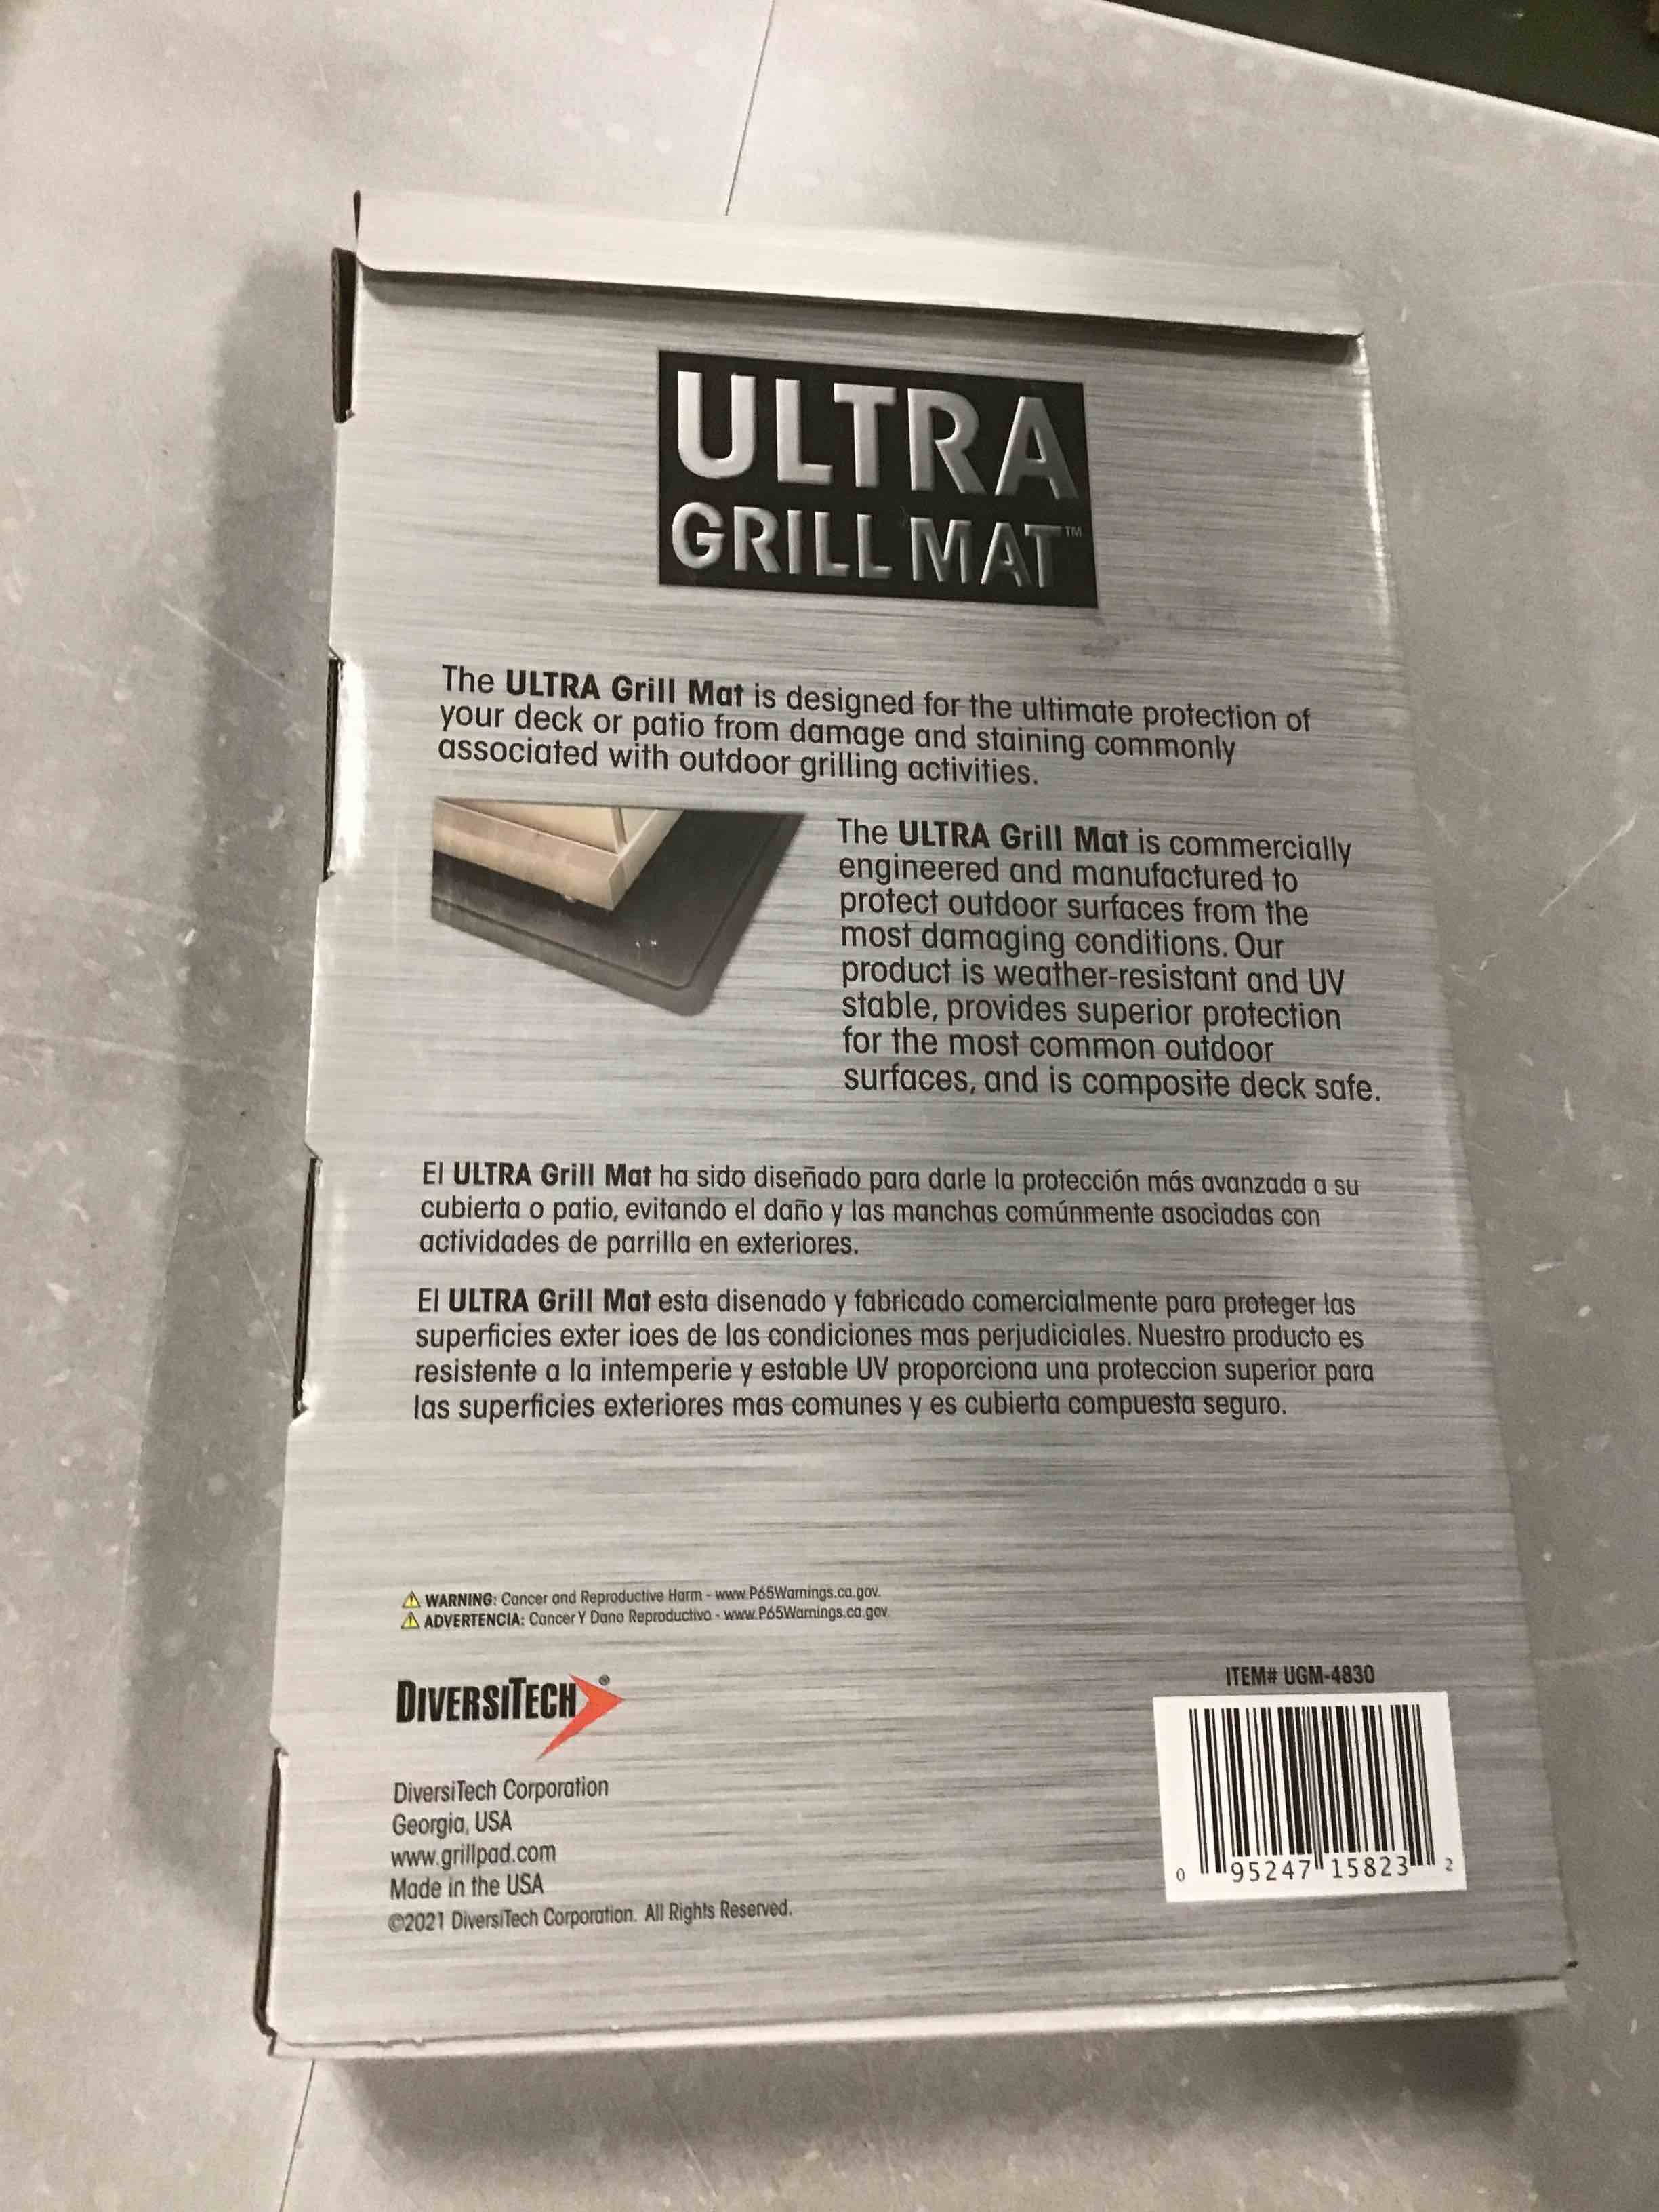 ULTRA
GRILL MAT™
The ULTRA Grill Mat is designed for the ultimate protection of
your deck or patio from damage and staining commonly
associated with outdoor grilling activities.
The ULTRA Grill Mat is commercially
engineered and manufactured to
protect outdoor surfaces from the
most damaging conditions. Our
product is weather-resistant and UV
stable, provides superior protection
for the most common outdoor
surfaces, and is composite deck safe.
El ULTRA Grill Mat ha sido diseñado para darle la protección más avanzada a su
cubierta o patio, evitando el daño y las manchas comúnmente asociadas con
actividades de parrilla en exteriores.
El ULTRA Grill Mat esta disenado y fabricado comercialmente para proteger las
superficies exter ioes de las condiciones mas perjudiciales. Nuestro producto es
resistente a la intemperie y estable UV proporciona una proteccion superior para
las superficies exteriores mas comunes y es cubierta compuesta seguro.
⚠ WARNING: Cancer and Reproductive Harm - www.P65Warnings.ca.gov.
⚠ ADVERTENCIA: Cancer Y Dano Reproductivo - www.P65Warnings.ca.gov.
DIVERSITECH®
DiversiTech Corporation
Georgia, USA
www.grillpad.com
Made in the USA
©2021 DiversiTech Corporation. All Rights Reserved.
ITEM# UGM-4830
0 95247 15823 2